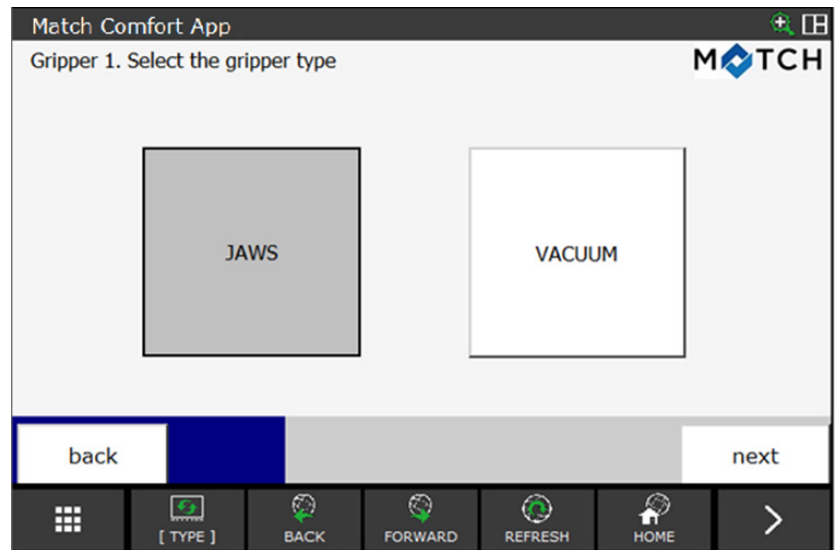 Match Comfort App
Gripper 1. Select the gripper type
MATCH
JAWS
VACUUM
back
next
[ TYPE ]
BACK
FORWARD
REFRESH
HOME